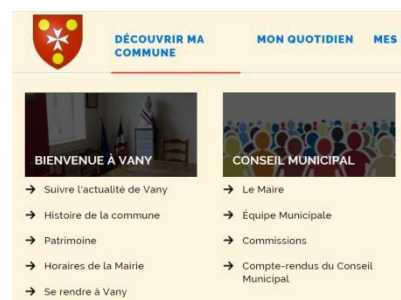 DÉCOUVRIR MA
COMMUNE
MON QUOTIDIEN
MES
BIENVENUE À VANY
→ Suivre l'actualité de Vany
→ Histoire de la commune
→ Patrimoine
→ Horaires de la Mairie
→ Se rendre à Vany
CONSEIL MUNICIPAL
→ Le Maire
→ Équipe Municipale
→ Commissions
→ Compte-rendus du Conseil
Municipal